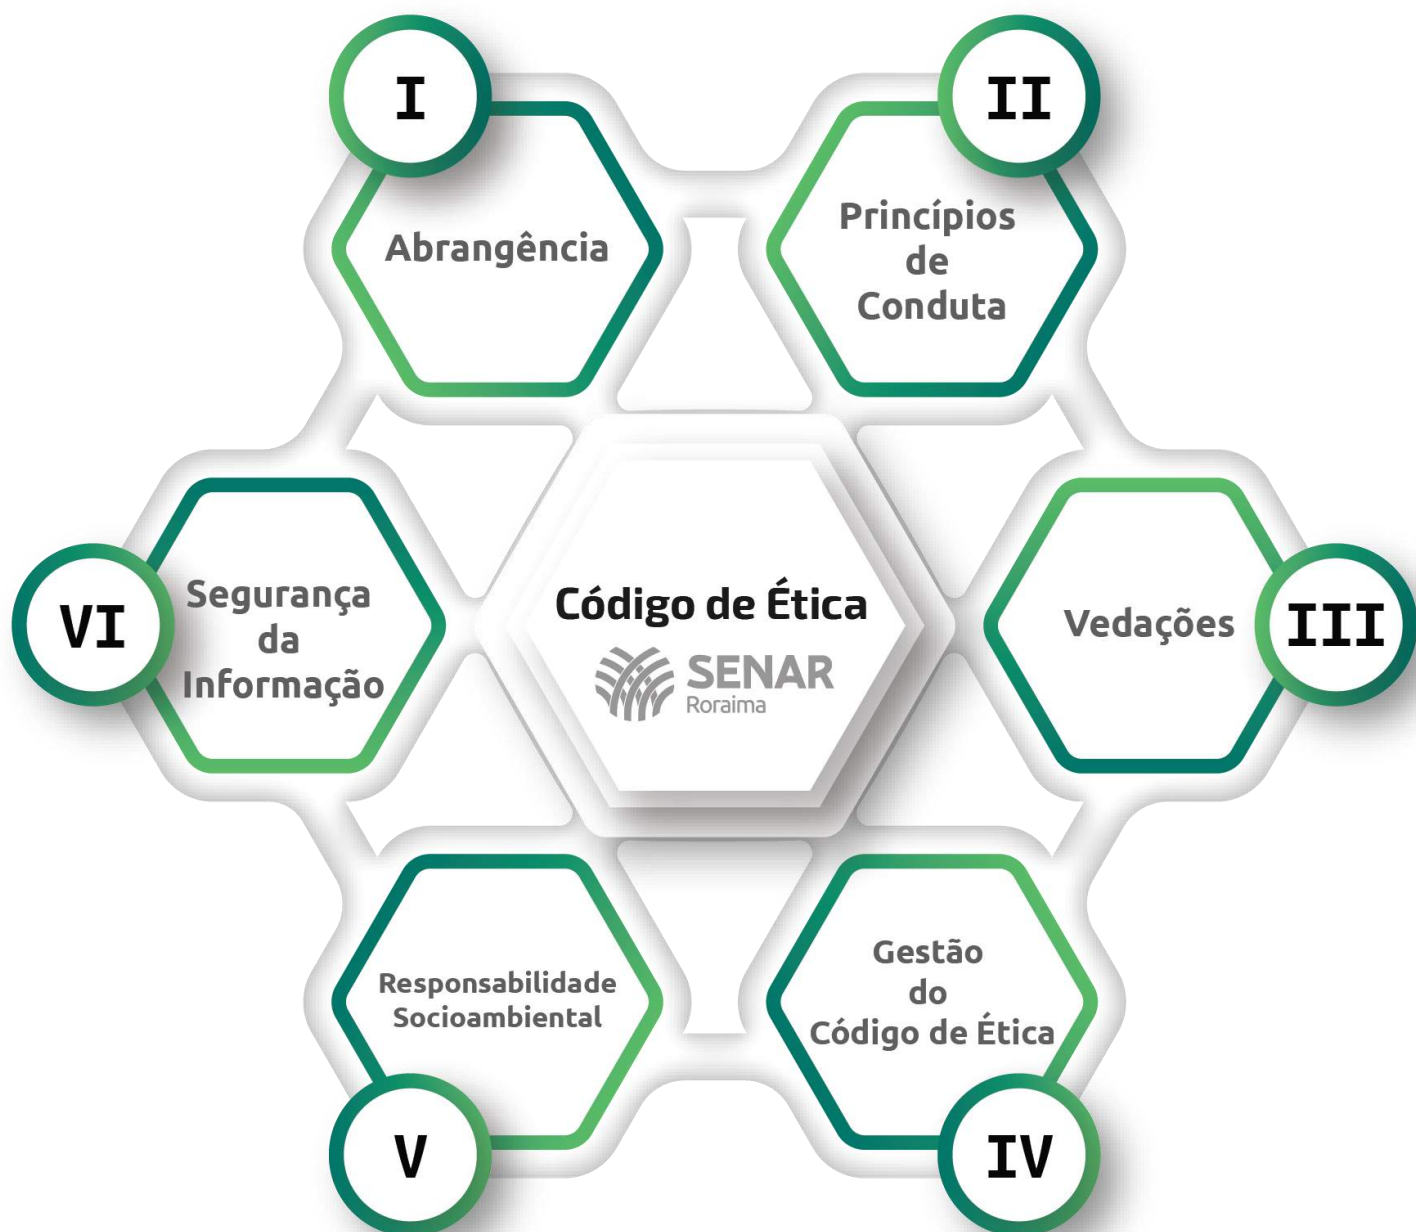 I
Abrangência
II
Princípios
de
Conduta
III
Vedações
IV
Gestão
do
Código de Ética
V
Responsabilidade
Socioambiental
VI
Segurança
da
Informação
Código de Ética
SENAR
Roraima